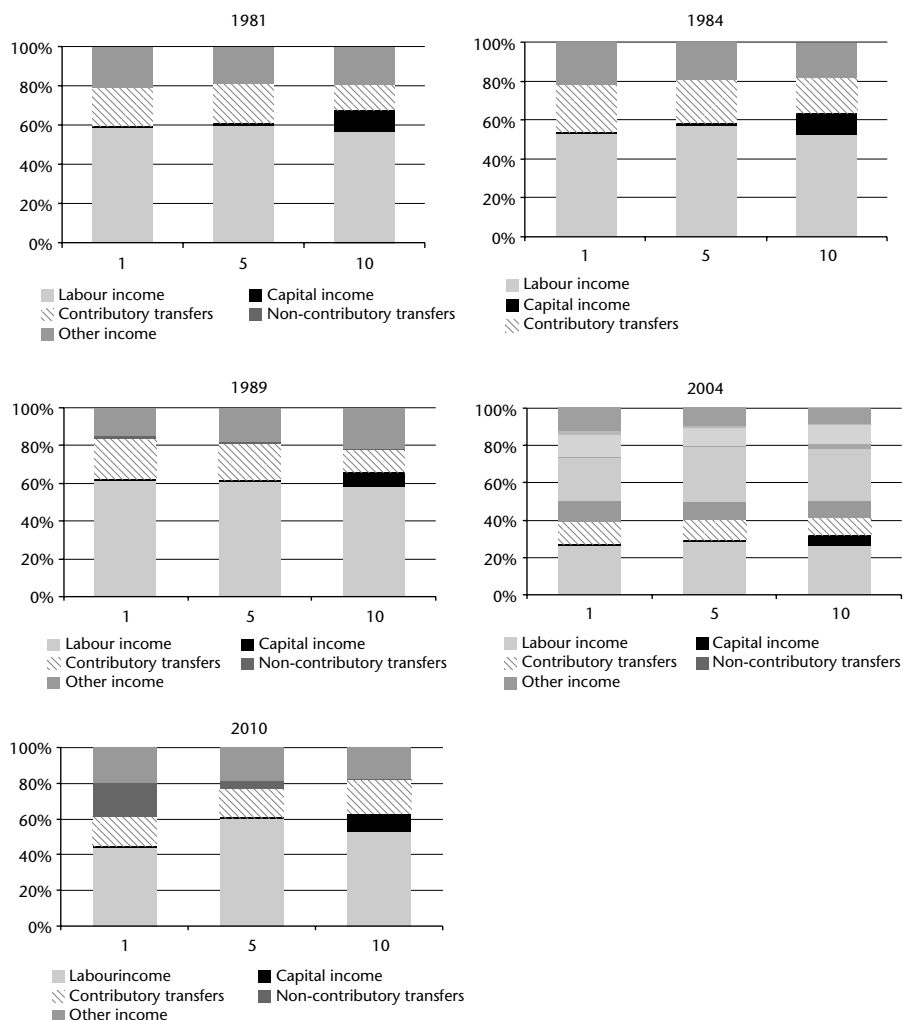 1981
100%
80%
60%
40%
20%
0%
1 5 10
Labour income Capital income
Contributory transfers Non-contributory transfers
Other income
1984
100%
80%
60%
40%
20%
0%
1 5 10
Labour income
Capital income
Contributory transfers
1989
100%
80%
60%
40%
20%
0%
1 5 10
Labour income Capital income
Contributory transfers Non-contributory transfers
Other income
2004
100%
80%
60%
40%
20%
0%
1 5 10
Labour income Capital income
Contributory transfers Non-contributory transfers
Other income
2010
100%
80%
60%
40%
20%
0%
1 5 10
Labourincome Capital income
Contributory transfers Non-contributory transfers
Other income